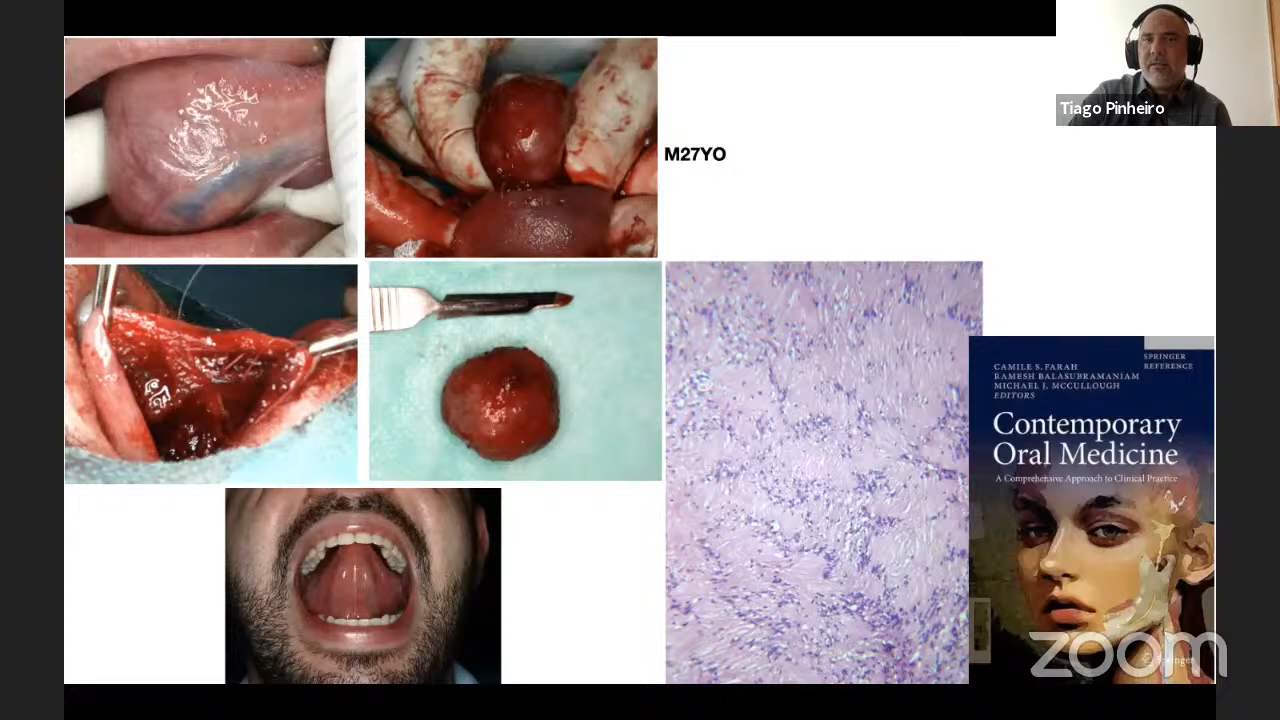 Tiago Pinheiro
M27YO
CAMILE S. FARAH
RAMESH BALASUBRAMANIAM
MICHAEL J. MCCULLOUGH
EDITORS
SPRINGER
REFERENCE
Contemporary
Oral Medicine
A Comprehensive Approach to Clinical Practice
Springer
zoom